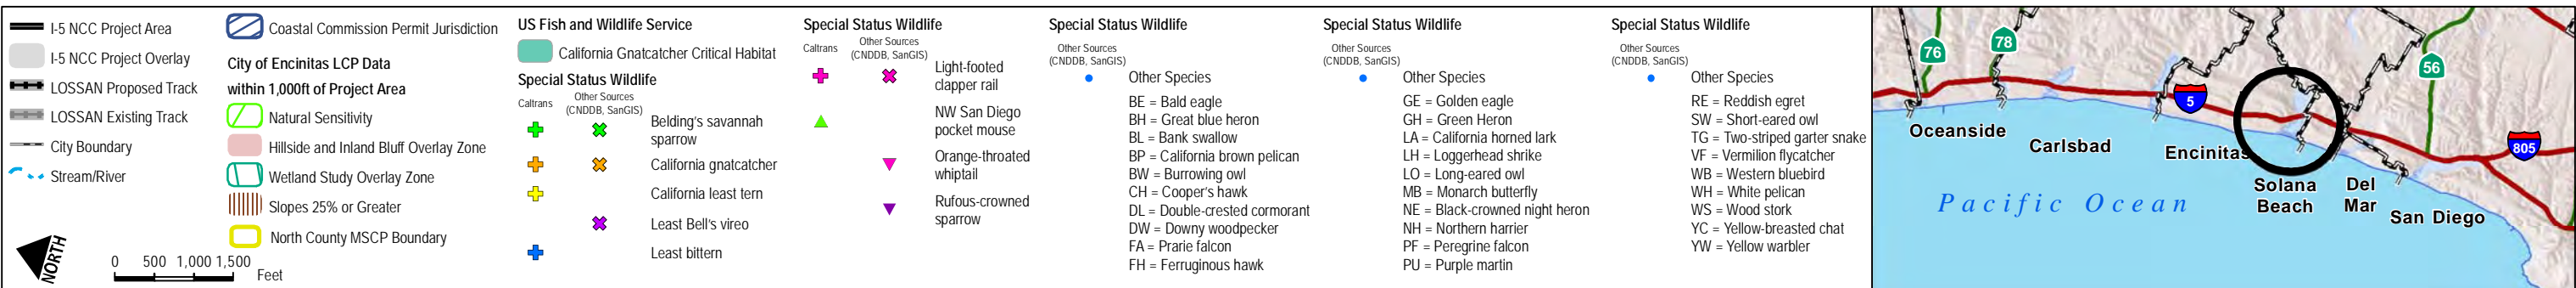 I-5 NCC Project Area
I-5 NCC Project Overlay
LOSSAN Proposed Track
LOSSAN Existing Track
City Boundary
Stream/River
NORTH
0 500 1,000 1,500
Feet
Coastal Commission Permit Jurisdiction
City of Encinitas LCP Data
within 1,000ft of Project Area
Natural Sensitivity
Hillside and Inland Bluff Overlay Zone
Wetland Study Overlay Zone
Slopes 25% or Greater
North County MSCP Boundary
US Fish and Wildlife Service
California Gnatcatcher Critical Habitat
Special Status Wildlife
Caltrans
Other Sources
(CNDDB, SanGIS)
Belding's savannah
sparrow
California gnatcatcher
California least tern
Least Bell's vireo
Least bittern
Special Status Wildlife
Caltrans
Other Sources
(CNDDB, SanGIS)
Light-footed
clapper rail
NW San Diego
pocket mouse
Orange-throated
whiptail
Rufous-crowned
sparrow
Special Status Wildlife
Other Sources
(CNDDB, SanGIS)
Other Species
BE = Bald eagle
BH = Great blue heron
BL = Bank swallow
BP = California brown pelican
BW = Burrowing owl
CH = Cooper's hawk
DL = Double-crested cormorant
DW = Downy woodpecker
FA = Prarie falcon
FH = Ferruginous hawk
Special Status Wildlife
Other Sources
(CNDDB, SanGIS)
Other Species
GE = Golden eagle
GH = Green Heron
LA = California horned lark
LH = Loggerhead shrike
LO = Long-eared owl
MB = Monarch butterfly
NE = Black-crowned night heron
NH = Northern harrier
PF = Peregrine falcon
PU = Purple martin
Special Status Wildlife
Other Sources
(CNDDB, SanGIS)
Other Species
RE = Reddish egret
SW = Short-eared owl
TG = Two-striped garter snake
VF = Vermilion flycatcher
WB = Western bluebird
WH = White pelican
WS = Wood stork
YC = Yellow-breasted chat
YW = Yellow warbler
76
78
5
56
805
Oceanside
Carlsbad
Encinitas
Solana
Beach
Del
Mar
San Diego
Pacific Ocean